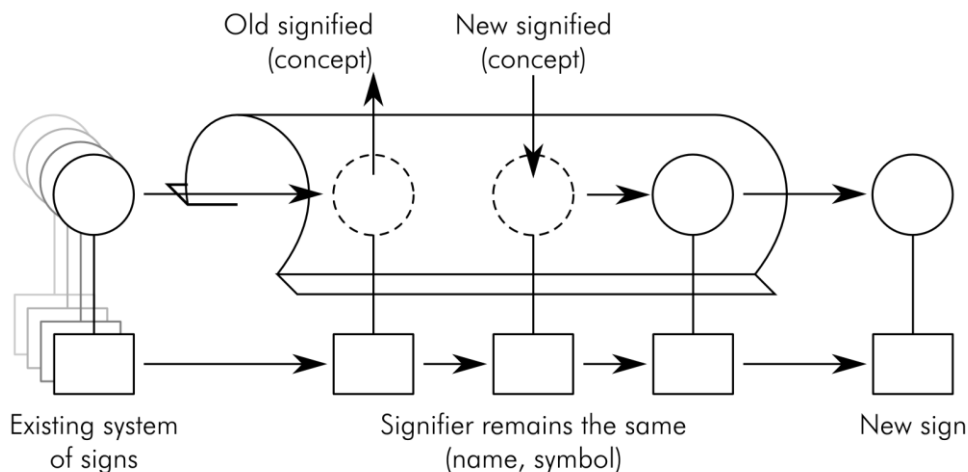 Old signified
(concept)
New signified
(concept)
Existing system
of signs
Signifier remains the same
(name, symbol)
New sign